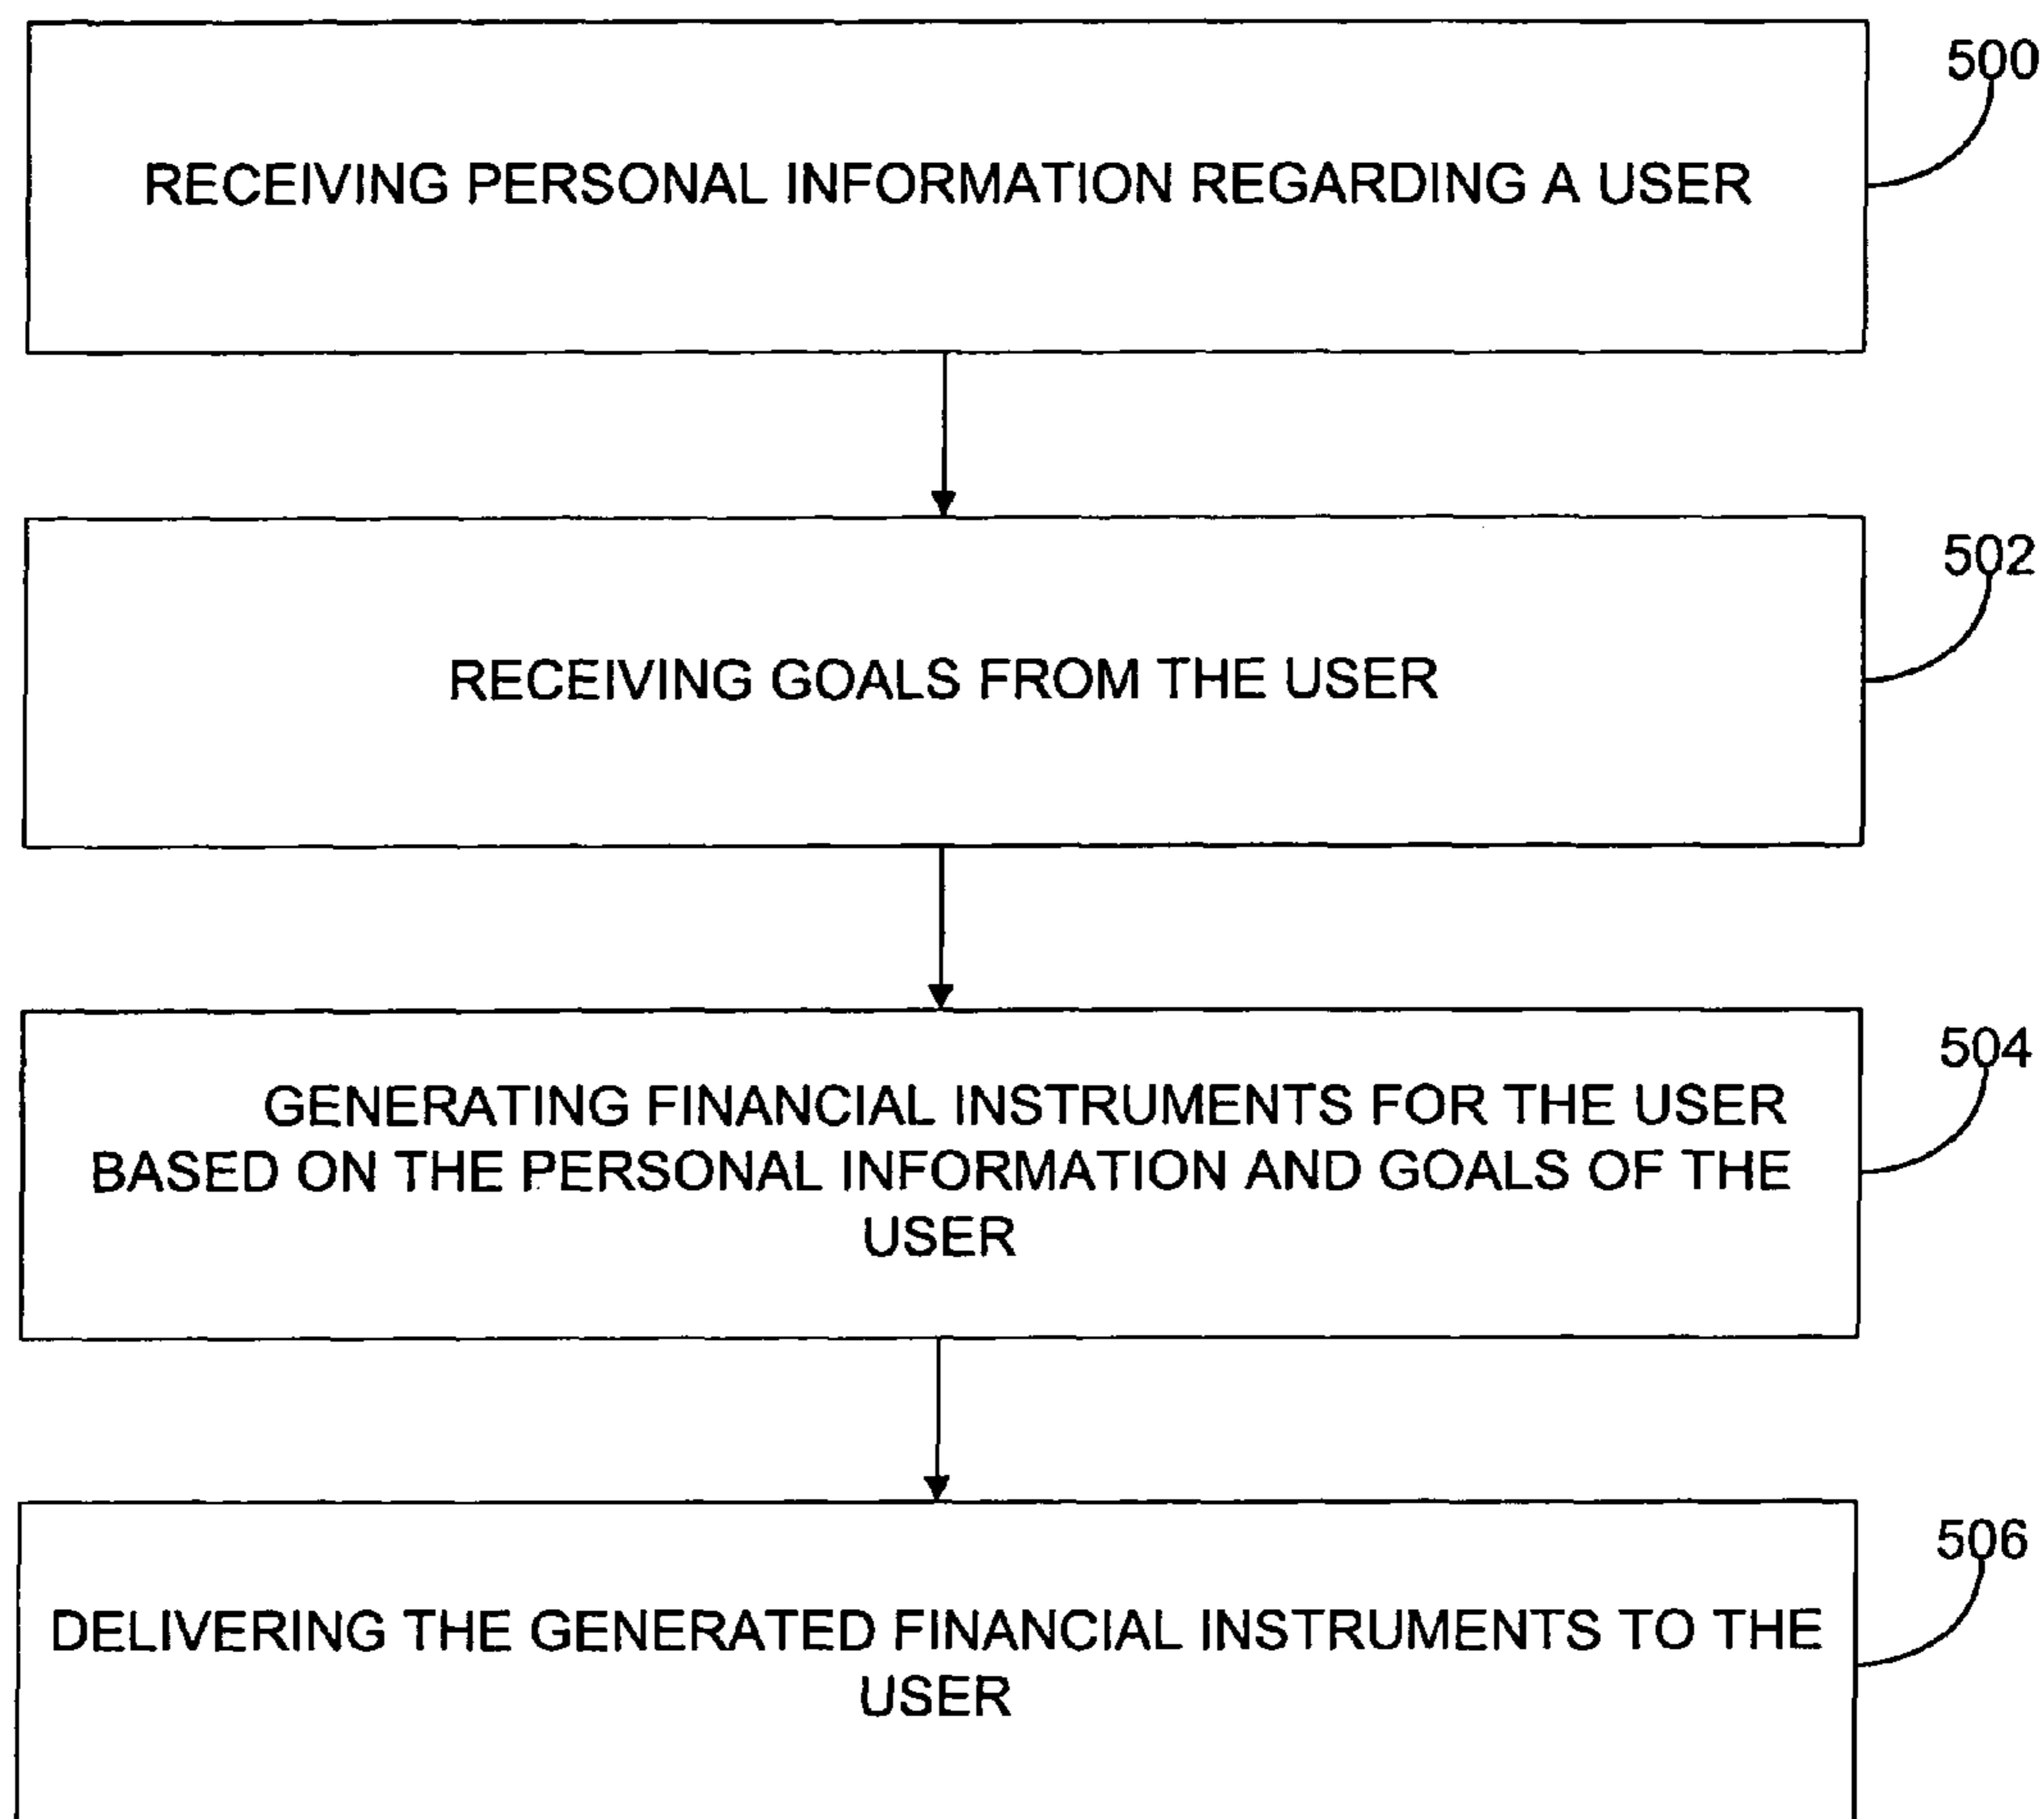 500
RECEIVING PERSONAL INFORMATION REGARDING A USER
502
RECEIVING GOALS FROM THE USER
504
GENERATING FINANCIAL INSTRUMENTS FOR THE USER
BASED ON THE PERSONAL INFORMATION AND GOALS OF THE
USER
506
DELIVERING THE GENERATED FINANCIAL INSTRUMENTS TO THE
USER